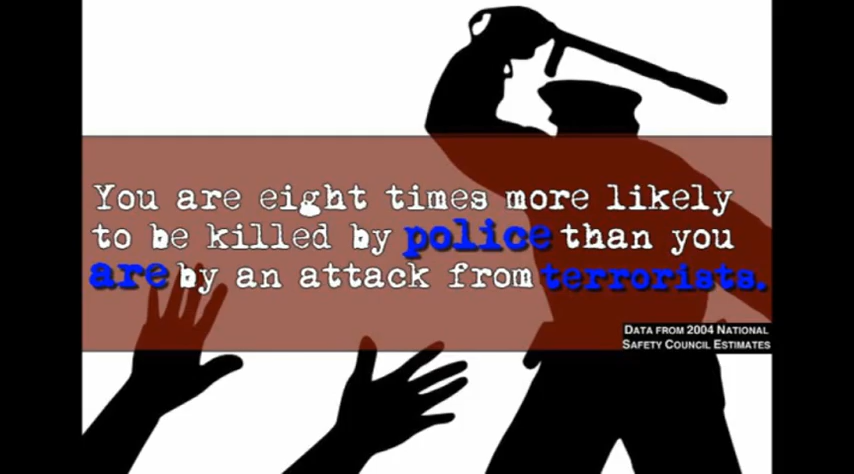 You are eight times more likely
to be killed by police than you
are by an attack from terrorists.
DATA FROM 2004 NATIONAL
SAFETY COUNCIL ESTIMATES